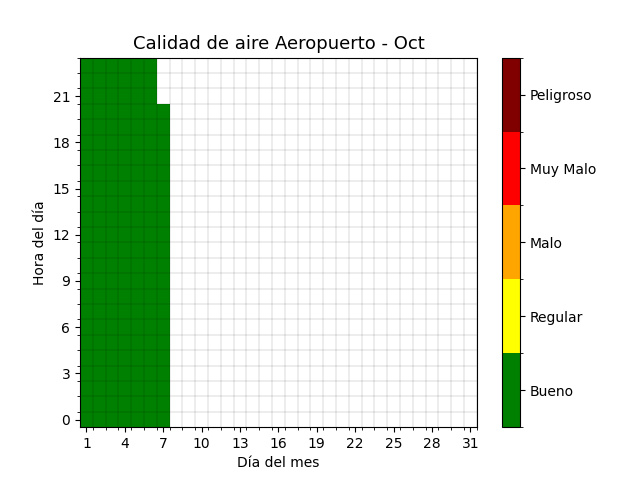 Calidad de aire Aeropuerto - Oct
Hora del día
21
18
15
12
9
6
3
0
1 4 7 10 13 16 19 22 25 28 31
Día del mes
Peligroso
Muy Malo
Malo
Regular
Bueno